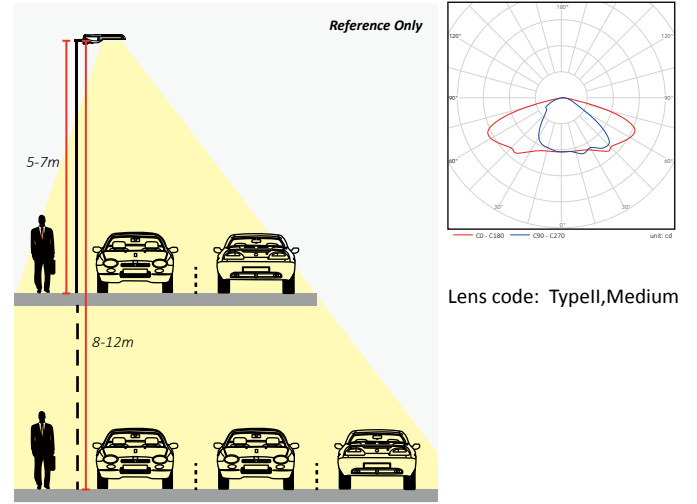 Reference Only
5-7m
8-12m
180°
120°
120°
90°
90°
60°
60°
30°
30°
0°
C0 - C180
C90 - C270
unit: cd
Lens code: TypeII,Medium